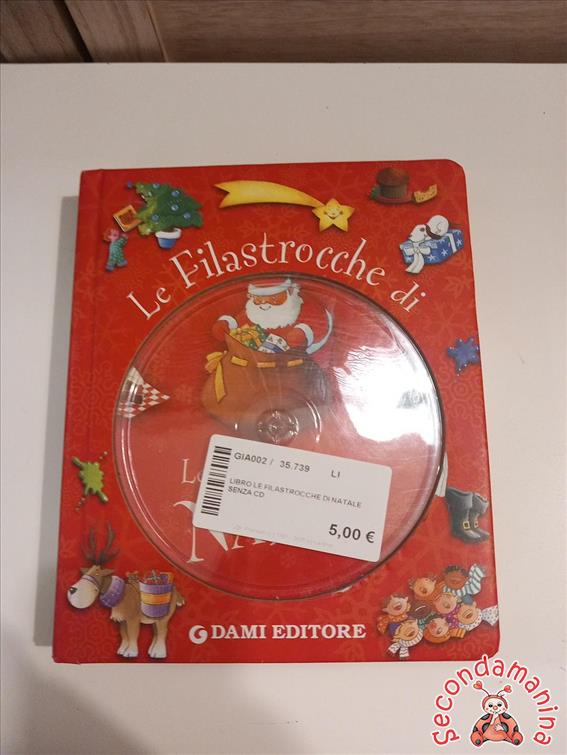 Le Filastrocche di
GIA002 / 35.739 LI
LIBRO LE FILASTROCCHE DI NATALE
SENZA CD
5,00 €
DAMI EDITORE
Secondamanina